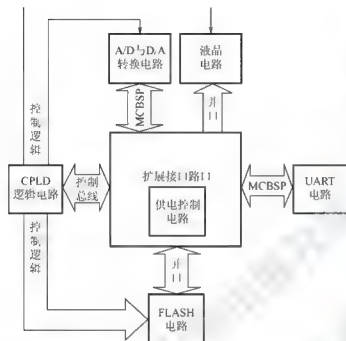 A/D与D/A
转换电路
液晶
电路
控制逻辑
MCBSP
并口
扩展接口路口
CPLD
逻辑电路
控制
总线
供电控制
电路
MCBSP
UART
电路
控制逻辑
并口
FLASH
电路